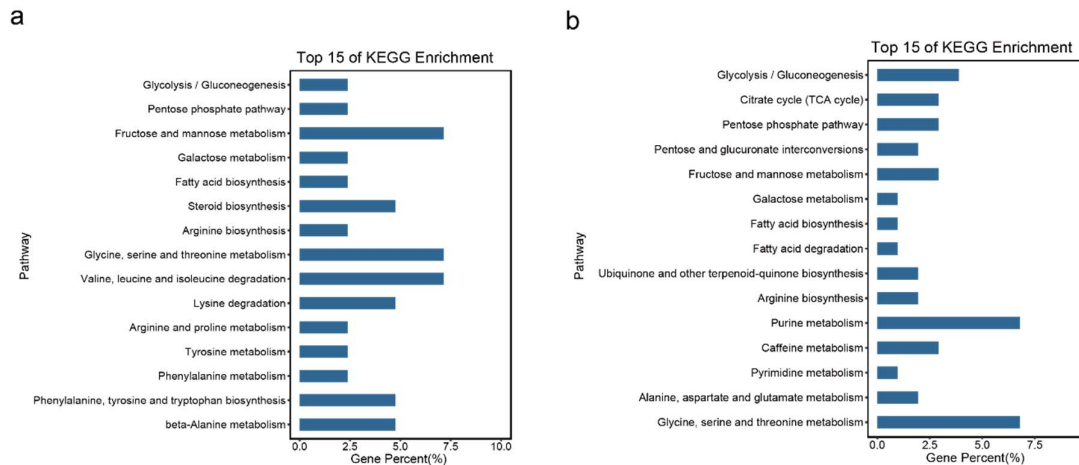 a
Top 15 of KEGG Enrichment
Pathway
Glycolysis / Gluconeogenesis
Pentose phosphate pathway
Fructose and mannose metabolism
Galactose metabolism
Fatty acid biosynthesis
Steroid biosynthesis
Arginine biosynthesis
Glycine, serine and threonine metabolism
Valine, leucine and isoleucine degradation
Lysine degradation
Arginine and proline metabolism
Tyrosine metabolism
Phenylalanine metabolism
Phenylalanine, tyrosine and tryptophan biosynthesis
beta-Alanine metabolism
0.0 2.5 5.0 7.5 10.0
Gene Percent(%)
b
Top 15 of KEGG Enrichment
Pathway
Glycolysis / Gluconeogenesis
Citrate cycle (TCA cycle)
Pentose phosphate pathway
Pentose and glucuronate interconversions
Fructose and mannose metabolism
Galactose metabolism
Fatty acid biosynthesis
Fatty acid degradation
Ubiquinone and other terpenoid-quinone biosynthesis
Arginine biosynthesis
Purine metabolism
Caffeine metabolism
Pyrimidine metabolism
Alanine, aspartate and glutamate metabolism
Glycine, serine and threonine metabolism
0.0 2.5 5.0 7.5
Gene Percent(%)